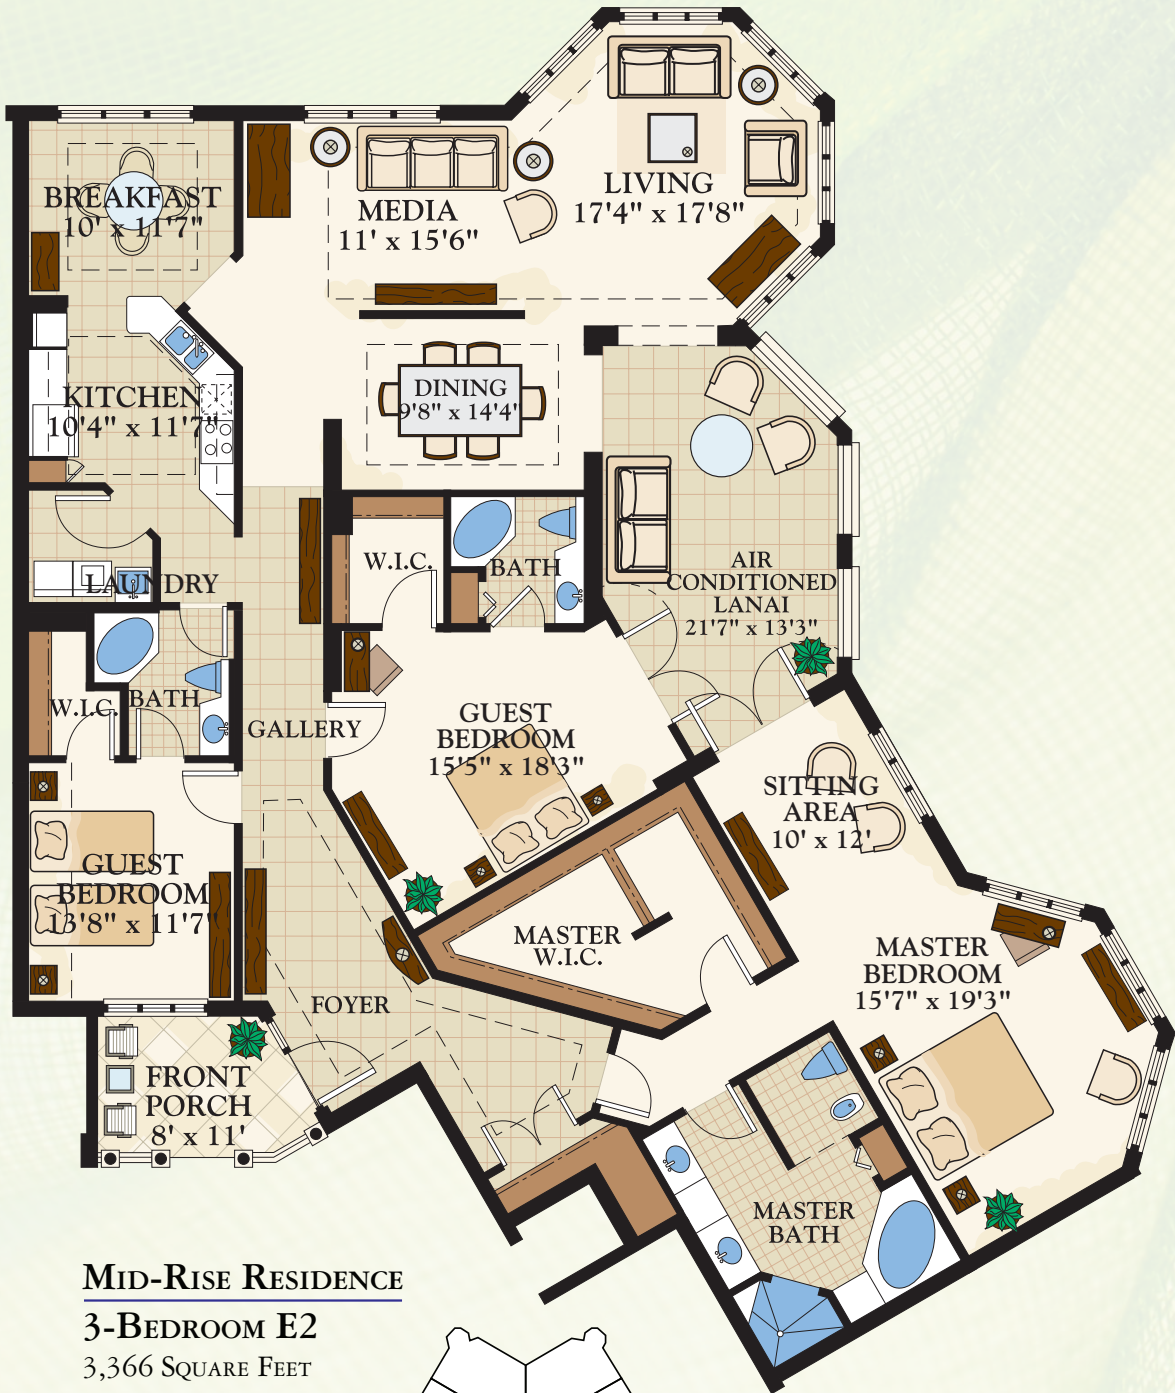 BREAKFAST
10' x 11'7"
MEDIA
11' x 15'6"
LIVING
17'4" x 17'8"
KITCHEN
10'4" x 11'7"
DINING
9'8" x 14'4"
LAUNDRY
W.I.C.
BATH
AIR
CONDITIONED
LANAI
21'7" x 13'3"
W.I.C.
BATH
GALLERY
GUEST
BEDROOM
15'5" x 18'3"
SITTING
AREA
10' x 12'
GUEST
BEDROOM
13'8" x 11'7"
MASTER
W.I.C.
MASTER
BEDROOM
15'7" x 19'3"
FOYER
FRONT
PORCH
8' x 11'
MASTER
BATH
MID-RISE RESIDENCE
3-BEDROOM E2
3,366 SQUARE FEET